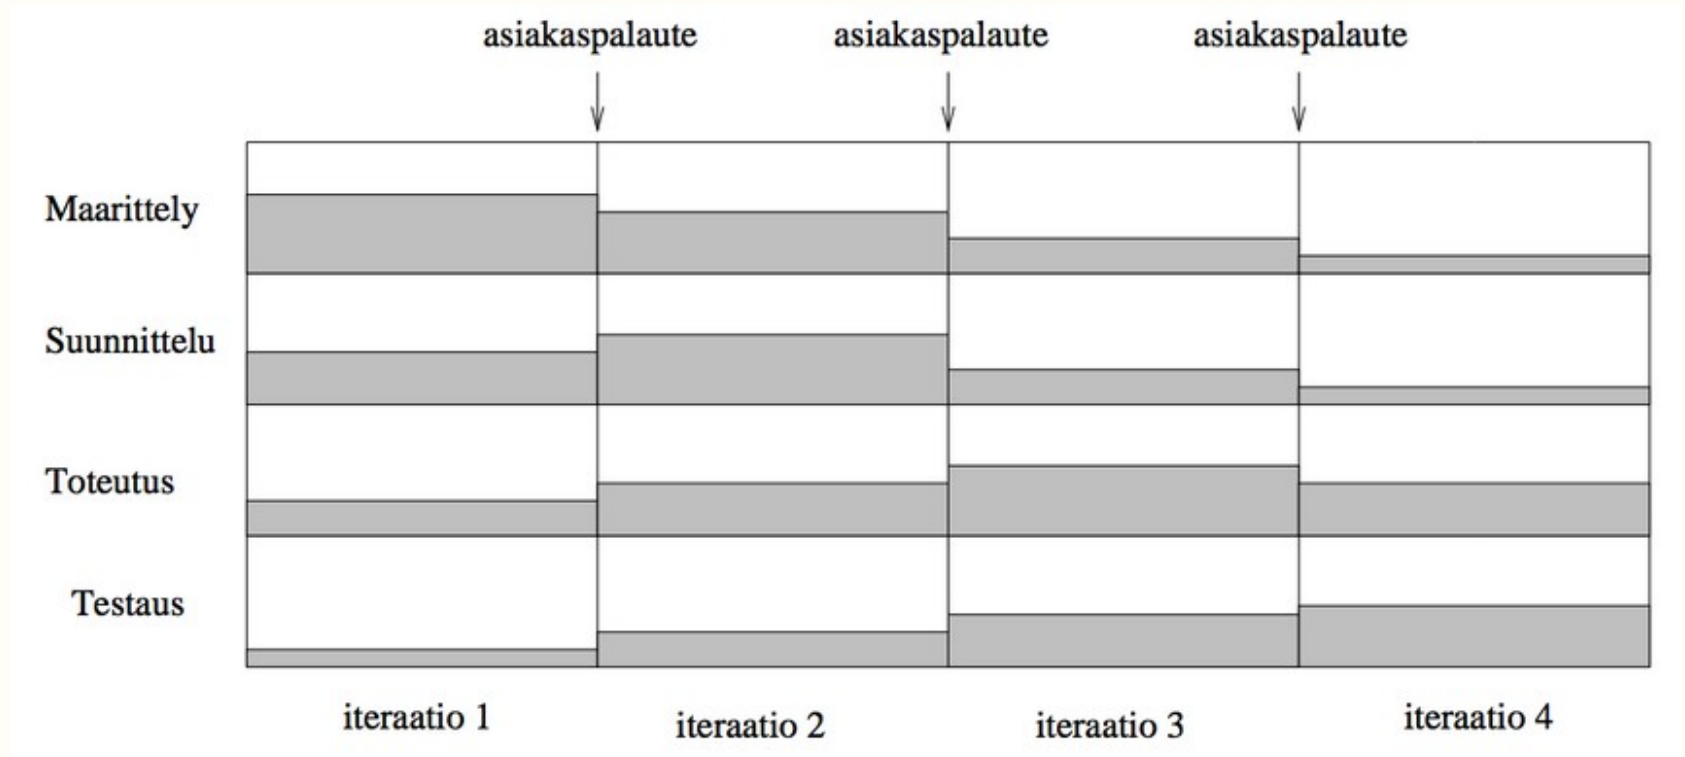 asiakaspalaute asiakaspalaute asiakaspalaute
Maarittely
Suunnittelu
Toteutus
Testaus
iteraatio 1 iteraatio 2 iteraatio 3 iteraatio 4